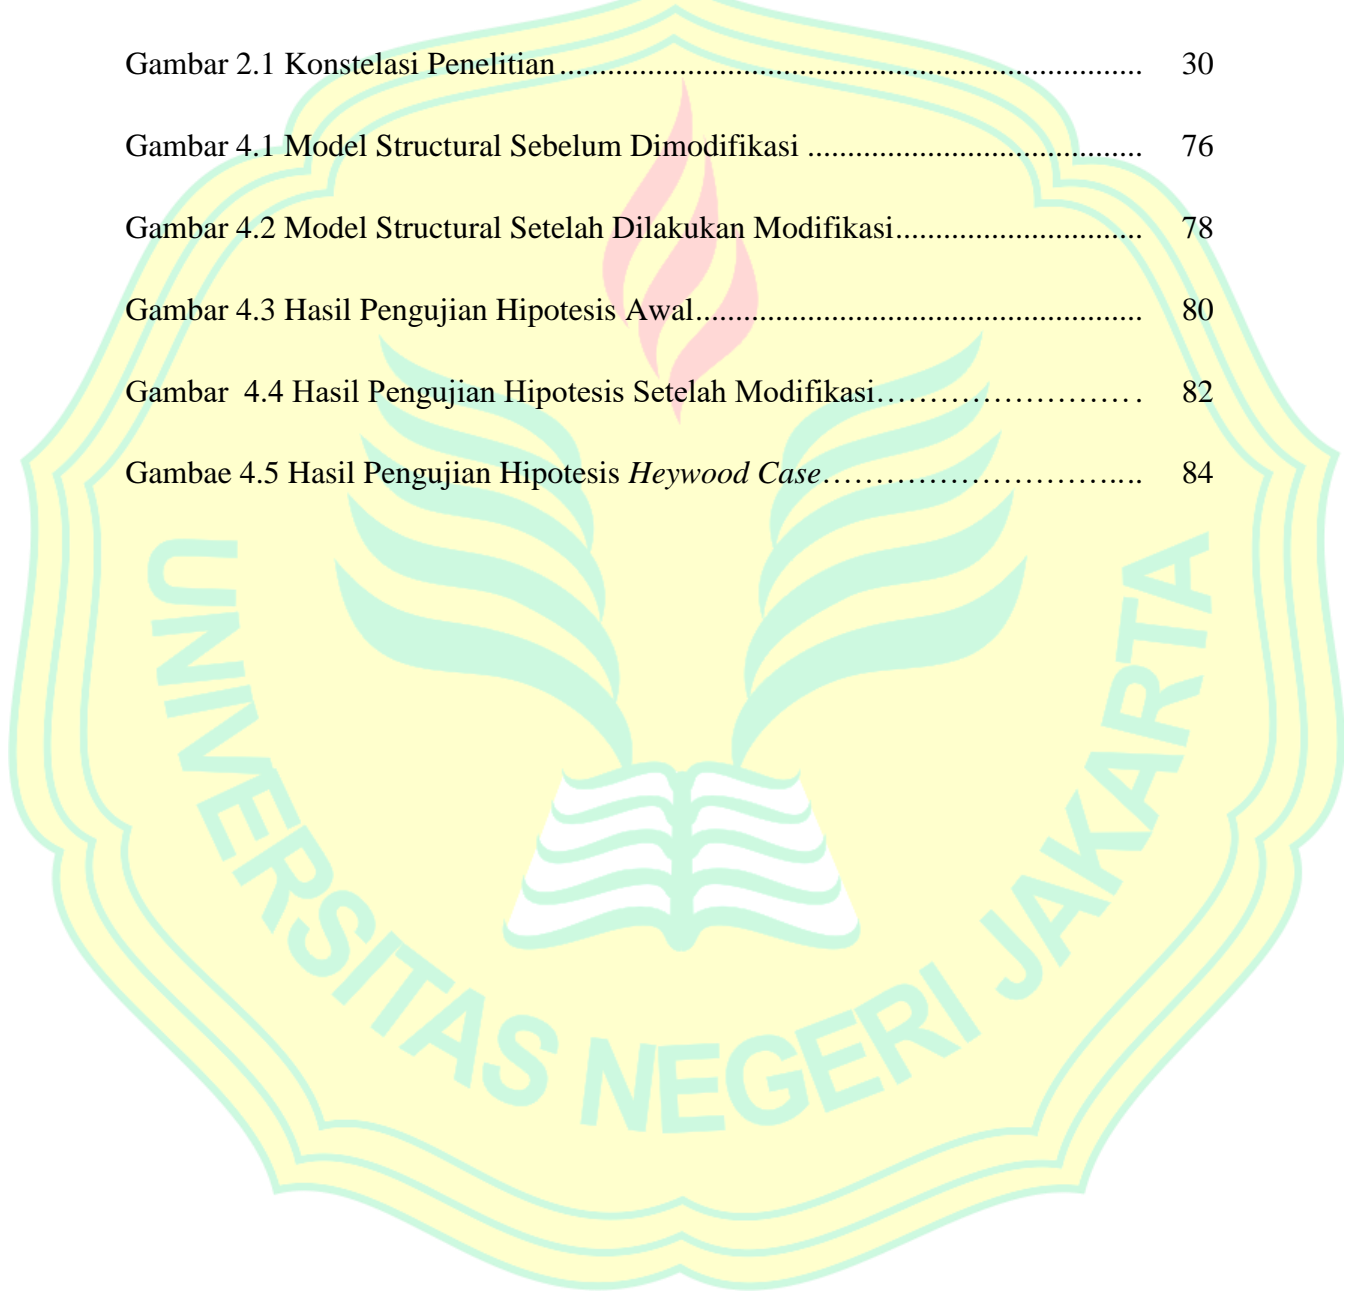 Gambar 2.1 Konstelasi Penelitian ......................................................................... 30
Gambar 4.1 Model Structural Sebelum Dimodifikasi .......................................... 76
Gambar 4.2 Model Structural Setelah Dilakukan Modifikasi ............................... 78
Gambar 4.3 Hasil Pengujian Hipotesis Awal........................................................ 80
Gambar  4.4 Hasil Pengujian Hipotesis Setelah Modifikasi……………………. 82
Gambae 4.5 Hasil Pengujian Hipotesis Heywood Case……………………….... 84
UNIVERSITAS NEGERI JAKARTA